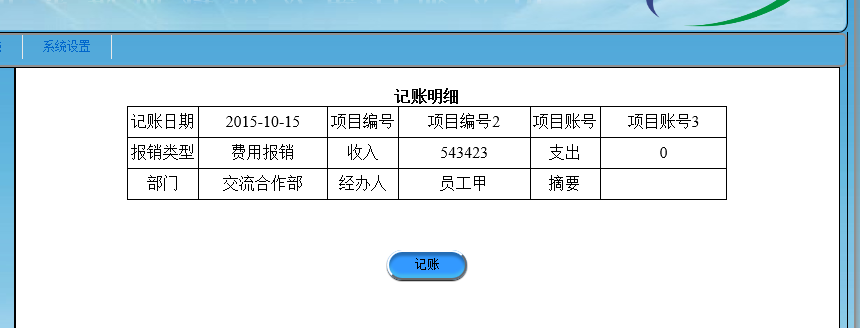 系统设置
记账明细
记账日期 2015-10-15 项目编号 项目编号2 项目账号 项目账号3
报销类型 费用报销 收入 543423 支出 0
部门 交流合作部 经办人 员工甲 摘要
记账